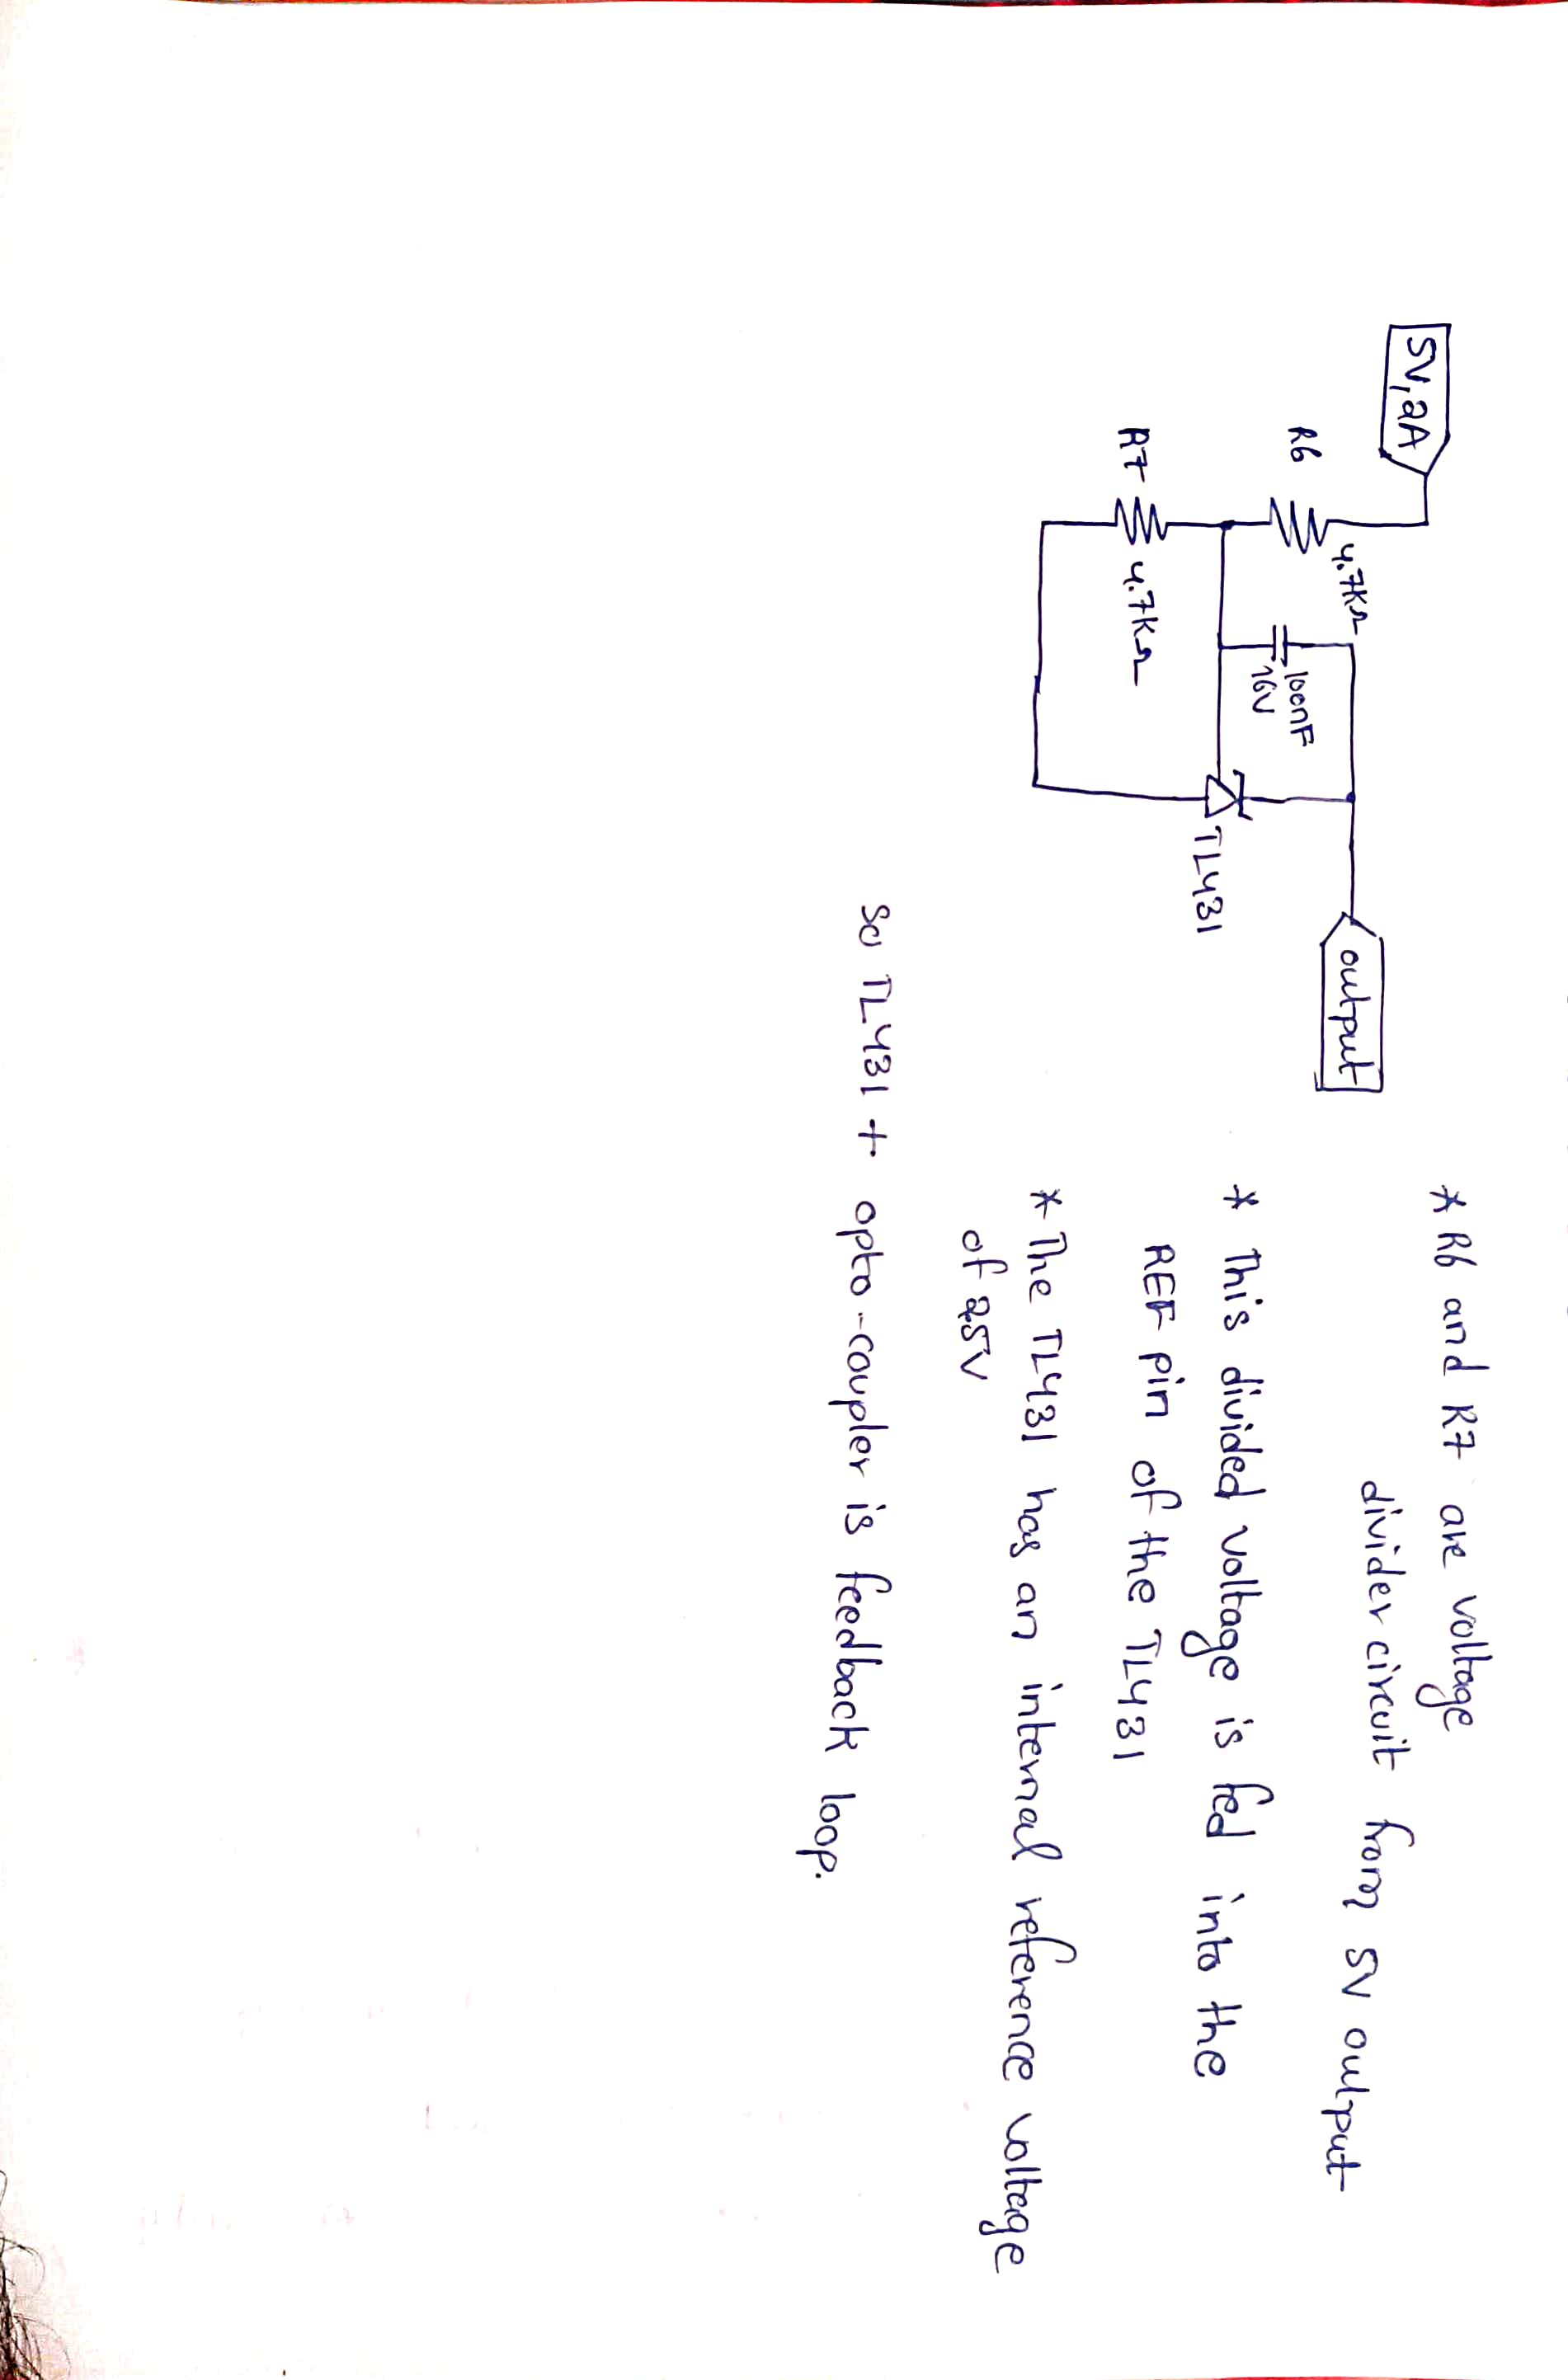 5V, 2A
R6
4.7KΩ
100nF
16V
R7
4.7KΩ
TL431
output
* R6 and R7 are voltage
divider circuit from 5V output
* This divided voltage is fed into the
REF pin of the TL431
* The TL431 has an internal reference voltage
of 25V
so TL431 + opto-coupler is feedback loop.